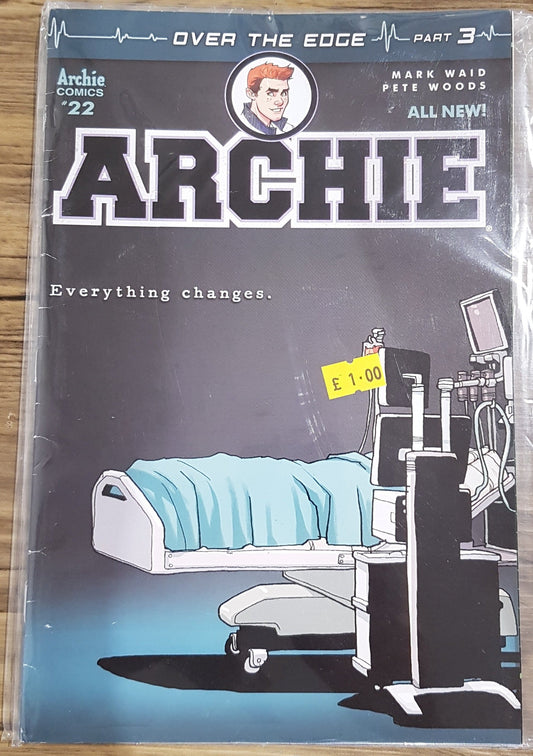 OVER THE EDGE PART 3
Archie
COMICS
#22
MARK WAID
PETE WOODS
ALL NEW!
ARCHIE
Everything changes.
£ 1.00